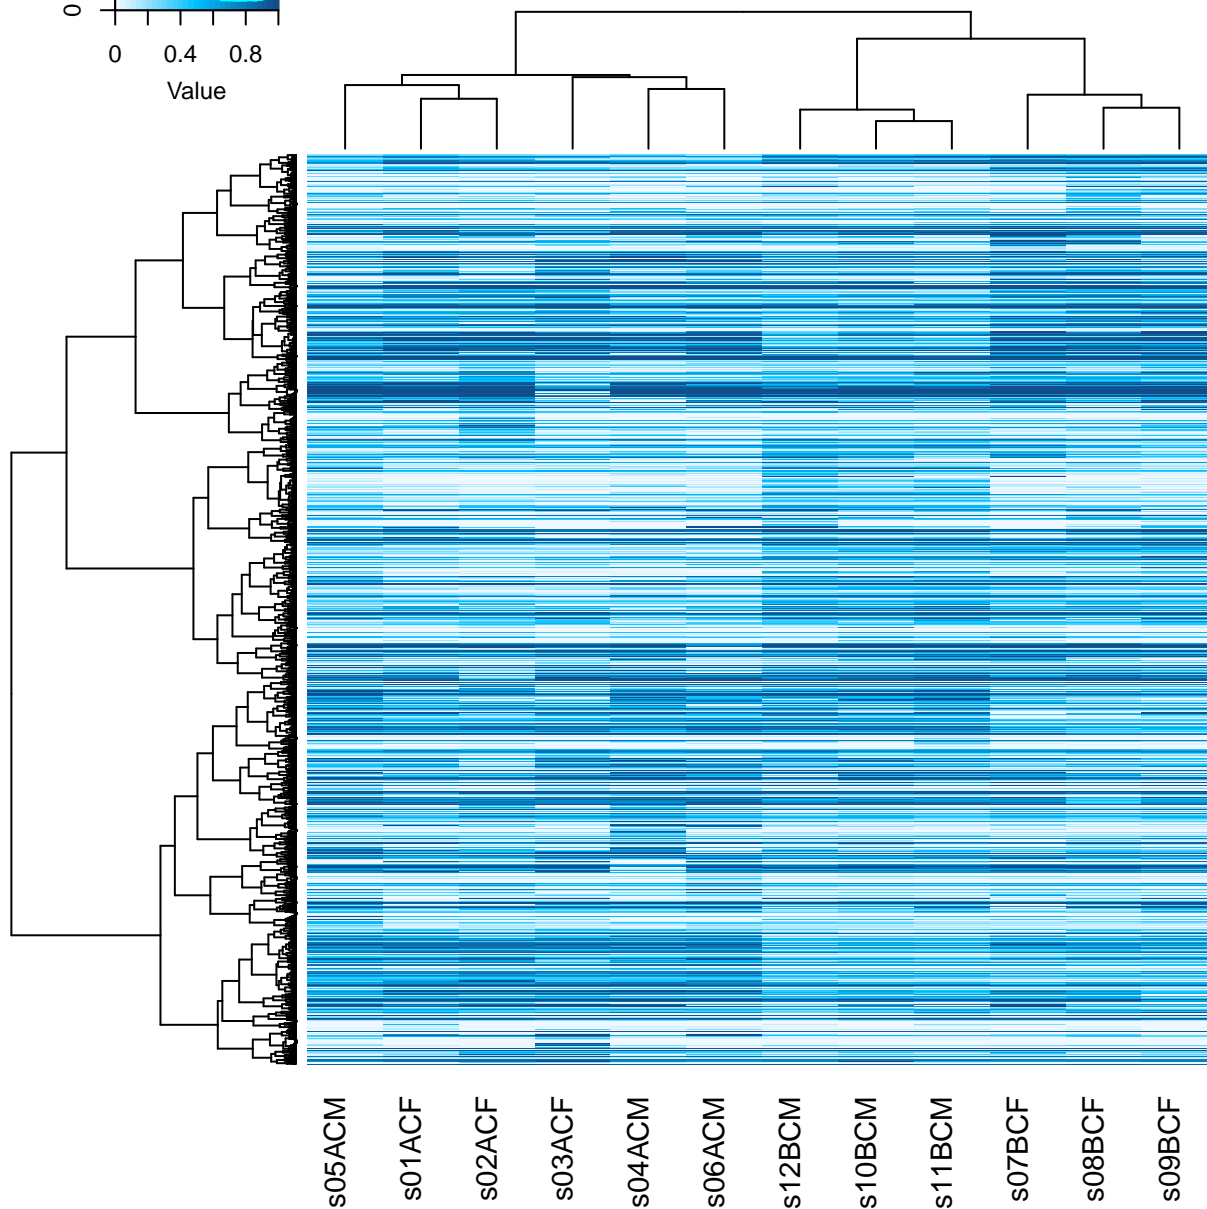 0
0 0.4 0.8
Value
s05ACM
s01ACF
s02ACF
s03ACF
s04ACM
s06ACM
s12BCM
s10BCM
s11BCM
s07BCF
s08BCF
s09BCF